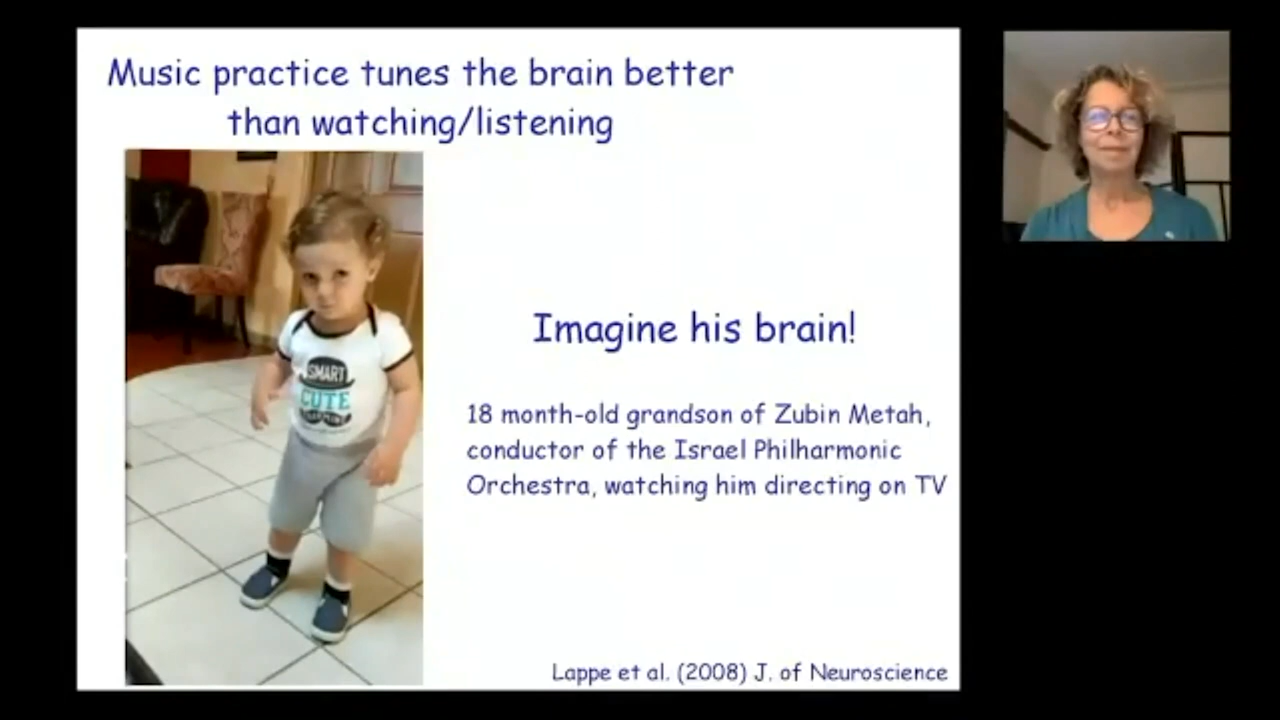 Music practice tunes the brain better
than watching/listening
SMART
CUTE
Imagine his brain!
18 month-old grandson of Zubin Metah,
conductor of the Israel Philharmonic
Orchestra, watching him directing on TV
Lappe et al. (2008) J. of Neuroscience